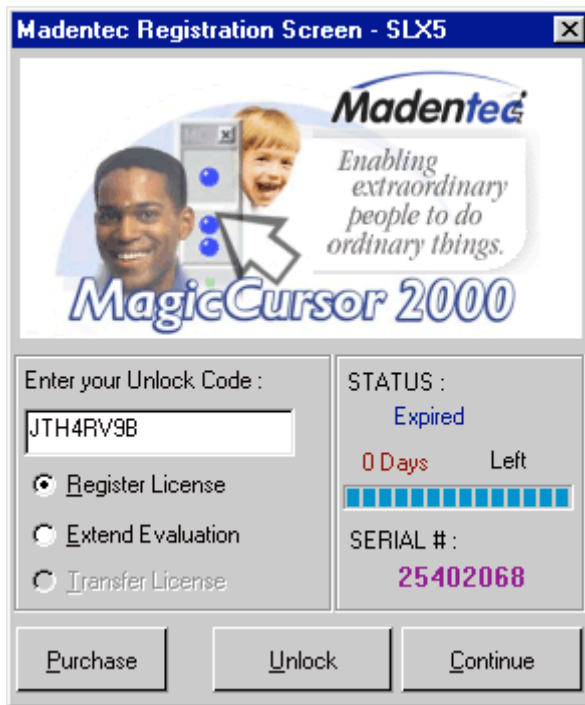 Madentec Registration Screen - SLX5
Madentec
Enabling
extraordinary
people to do
ordinary things.
MagicCursor 2000
Enter your Unlock Code :
JTH4RV9B
Register License
Extend Evaluation
Transfer License
STATUS :
Expired
0 Days Left
SERIAL # :
25402068
Purchase
Unlock
Continue